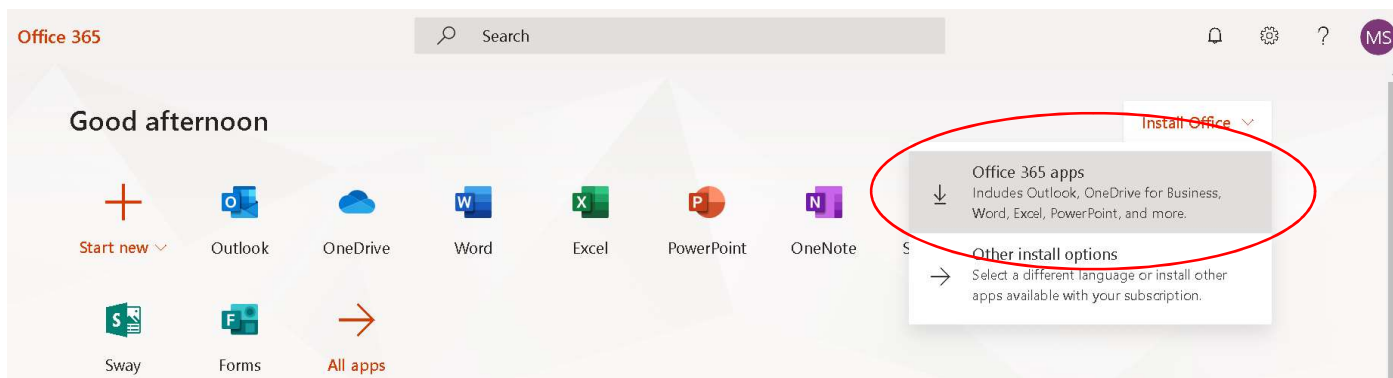 Office 365
Search
?
MS
Good afternoon
Install Office
Office 365 apps
Includes Outlook, OneDrive for Business,
Word, Excel, PowerPoint, and more.
Other install options
Select a different language or install other
apps available with your subscription.
Start new
Outlook
OneDrive
Word
Excel
PowerPoint
OneNote
S
Sway
Forms
All apps